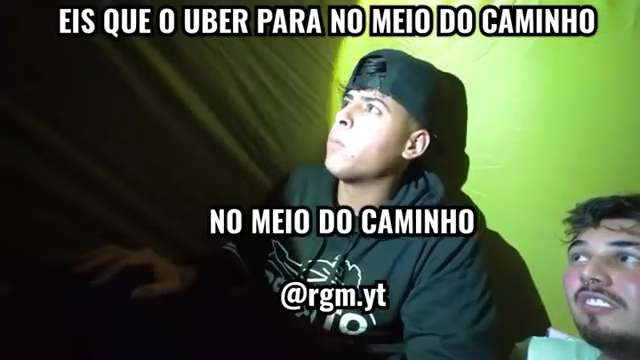 EIS QUE O UBER PARA NO MEIO DO CAMINHO
NO MEIO DO CAMINHO
@rgm.yt